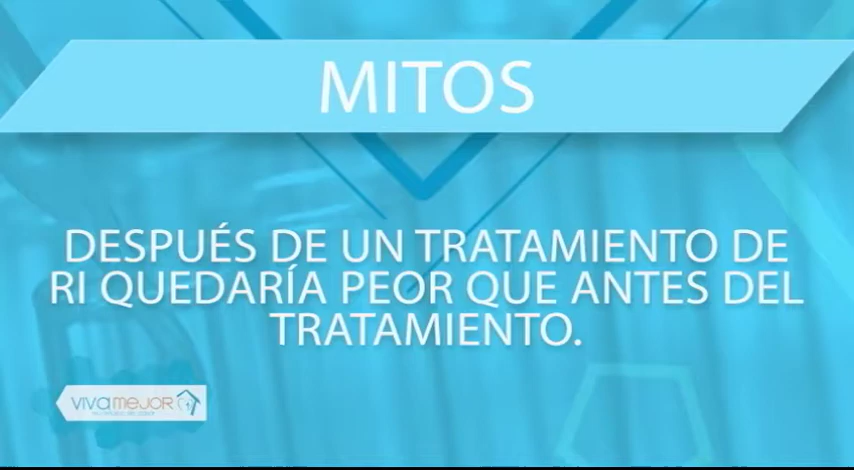 MITOS
DESPUÉS DE UN TRATAMIENTO DE
RI QUEDARÍA PEOR QUE ANTES DEL
TRATAMIENTO.
VIVAMEJOR